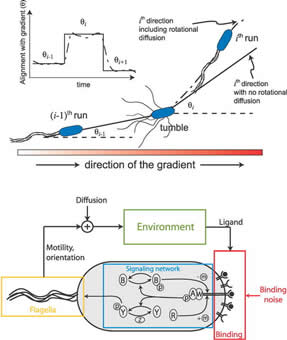 Alignment with gradient (θ)
θi
θi-1
θi+1
time
ith direction
including rotational
diffusion
ith run
(i-1)th run
θi-1
θi
tumble
ith direction
with no rotational
diffusion
direction of the gradient
Diffusion
Environment
Ligand
Motility,
orientation
+
Signaling network
B
B
P
-m
P
A
W
P
Y
Z
Y
R
+m
Flagella
Binding
Binding
noise